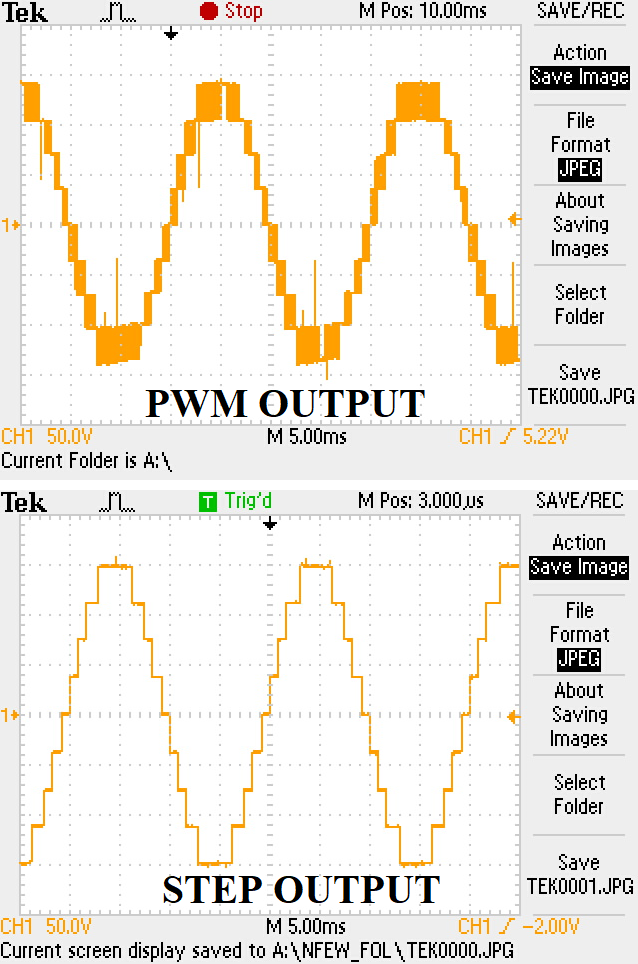 Tek Stop M Pos: 10.00ms SAVE/REC
Action
Save Image
File
Format
JPEG
About
Saving
Images
Select
Folder
Save
TEK0000.JPG
1
PWM OUTPUT
CH1 50.0V M 5.00ms CH1 / 5.22V
Current Folder is A:\
Tek T Trig'd M Pos: 3.000µs SAVE/REC
Action
Save Image
File
Format
JPEG
About
Saving
Images
Select
Folder
Save
TEK0001.JPG
1
STEP OUTPUT
CH1 50.0V M 5.00ms CH1 / -2.00V
Current screen display saved to A:\NFEW_FOL\TEK0000.JPG